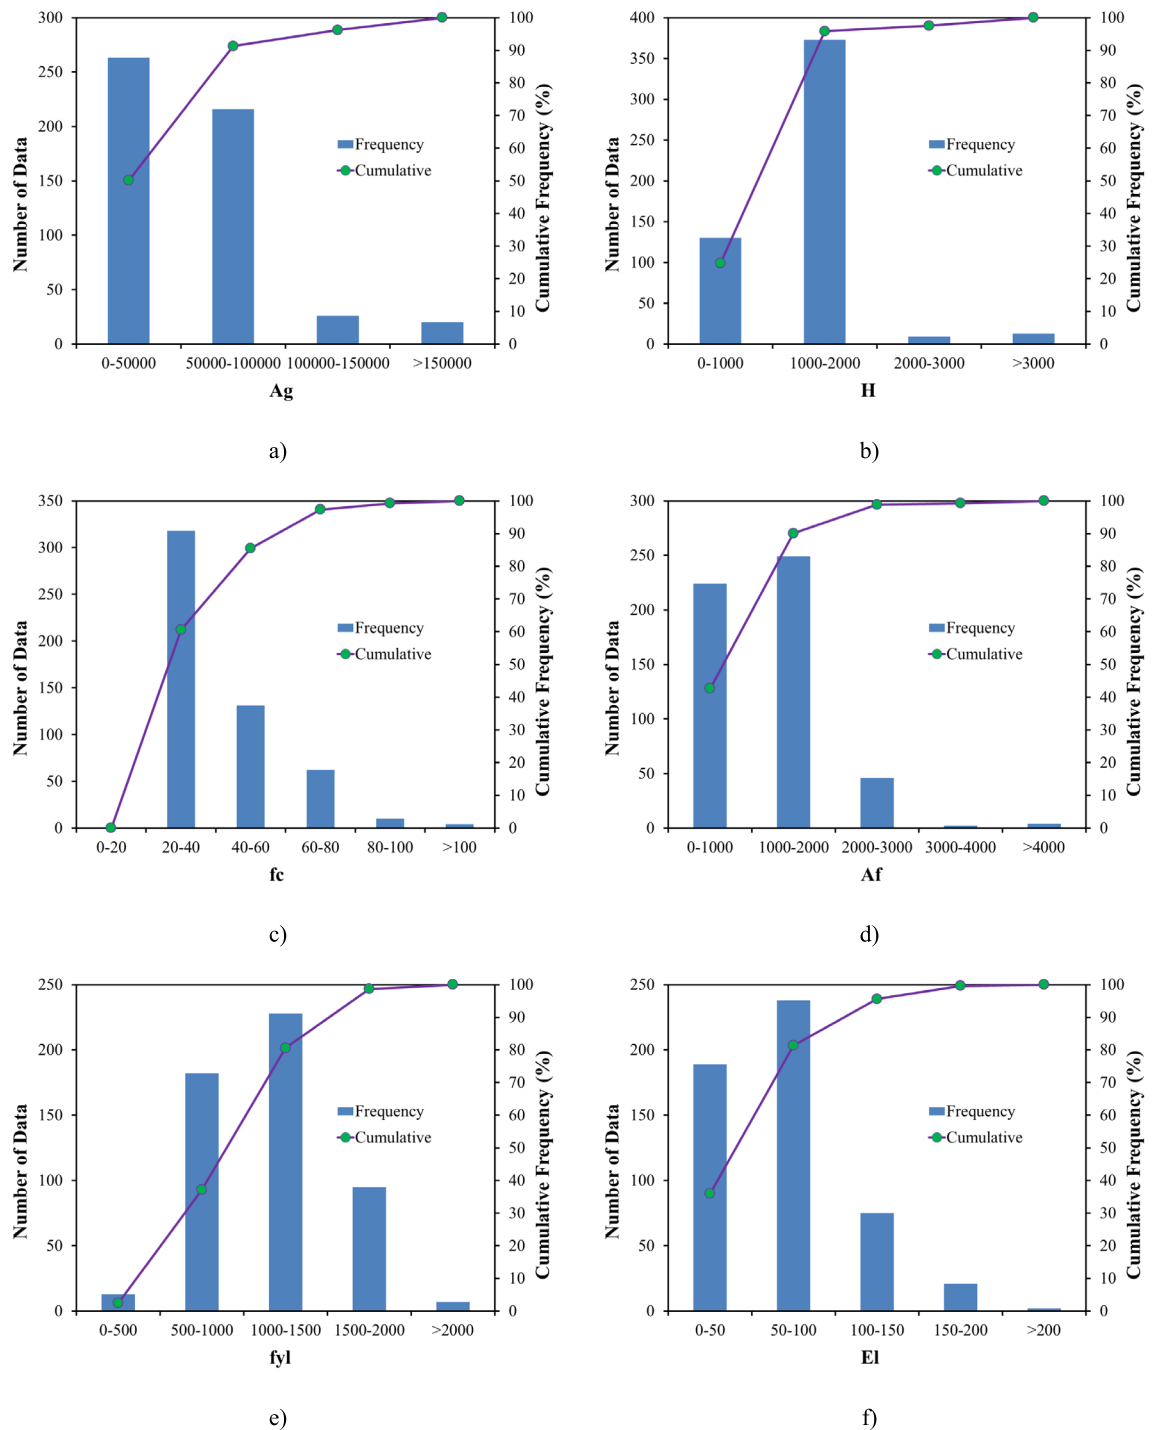 300
250
200
150
100
50
0
100
90
80
70
60
50
40
30
20
10
0
Number of Data
Cumulative Frequency (%)
Frequency
Cumulative
0-50000 50000-100000 100000-150000 >150000
Ag
a)
400
350
300
250
200
150
100
50
0
100
90
80
70
60
50
40
30
20
10
0
Number of Data
Cumulative Frequency (%)
Frequency
Cumulative
0-1000 1000-2000 2000-3000 >3000
H
b)
350
300
250
200
150
100
50
0
100
90
80
70
60
50
40
30
20
10
0
Number of Data
Cumulative Frequency (%)
Frequency
Cumulative
0-20 20-40 40-60 60-80 80-100 >100
fc
c)
300
250
200
150
100
50
0
100
90
80
70
60
50
40
30
20
10
0
Number of Data
Cumulative Frequency (%)
Frequency
Cumulative
0-1000 1000-2000 2000-3000 3000-4000 >4000
Af
d)
250
200
150
100
50
0
100
90
80
70
60
50
40
30
20
10
0
Number of Data
Cumulative Frequency (%)
Frequency
Cumulative
0-500 500-1000 1000-1500 1500-2000 >2000
fyl
e)
250
200
150
100
50
0
100
90
80
70
60
50
40
30
20
10
0
Number of Data
Cumulative Frequency (%)
Frequency
Cumulative
0-50 50-100 100-150 150-200 >200
El
f)